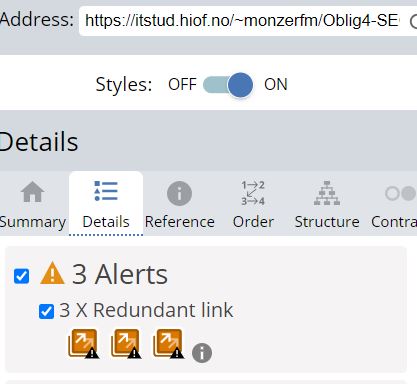 Address: https://itstud.hiof.no/~monzerfm/Oblig4-SE
Styles: OFF ON
Details
Summary Details Reference Order Structure Contra
3 Alerts
3 X Redundant link